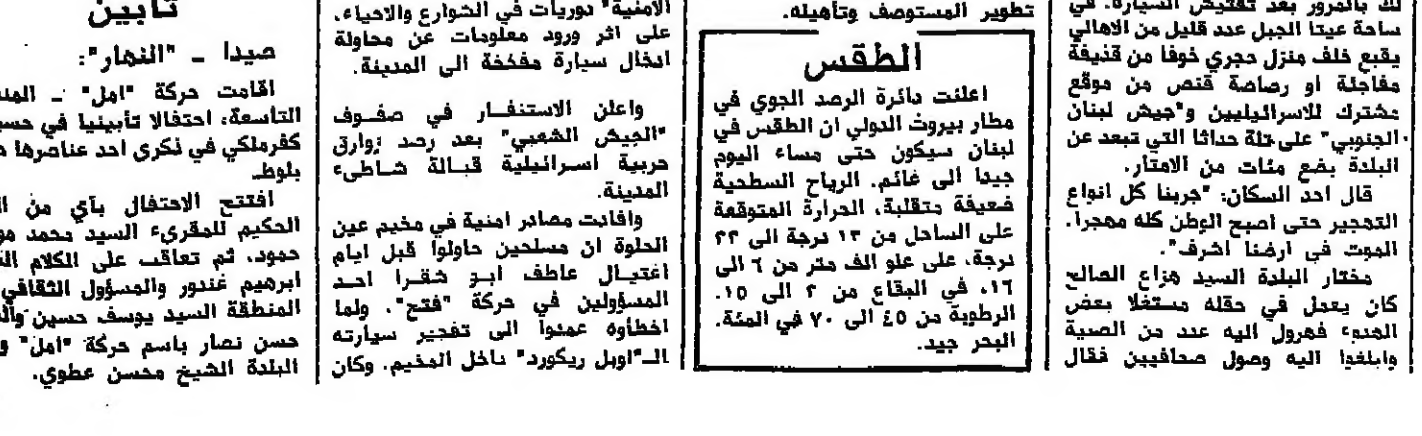 لك بالمرور بعد تفتيش السيارة. في
ساحة عيتا الجبل عدد قليل من الاهالي
يقبع خلف منزل حجري خوفا من قذيفة
مفاجئة او رصاصة قنص من موقع
مشترك للاسرائيليين و"جيش لبنان
الجنوبي" على تلة حداثا التي تبعد عن
البلدة بضع مئات من الامتار.
قال احد السكان: "جربنا كل انواع
التهجير حتى اصبح الوطن كله مهجرا.
الموت في ارضنا اشرف".
مختار البلدة السيد هزاع الصالح
كان يعمل في حقله مستغلا بعض
الهدوء فهرول اليه عدد من الصبية
وابلغوا اليه وصول صحافيين فقال
تطوير المستوصف وتأهيله.
الطقس
اعلنت دائرة الرصد الجوي في
مطار بيروت الدولي ان الطقس في
لبنان سيكون حتى مساء اليوم
جيدا الى غائم. الرياح السطحية
ضعيفة متقلبة، الحرارة المتوقعة
على الساحل من ١٣ درجة الى ٢٢
درجة، على علو الف متر من ٦ الى
١٦، في البقاع من ٢ الى ١٥.
الرطوبة من ٤٥ الى ٧٠ في المئة.
البحر جيد.
الامنية" دوريات في الشوارع والاحياء،
على اثر ورود معلومات عن محاولة
ادخال سيارة مفخخة الى المدينة.
واعلن الاستنفار في صفوف
"الجيش الشعبي" بعد رصد زوارق
حربية اسرائيلية قبالة شاطىء
المدينة.
وافادت مصادر امنية في مخيم عين
الحلوة ان مسلحين حاولوا قبل ايام
اغتيال عاطف ابو شقرا احد
المسؤولين في حركة "فتح". ولما
اخطأوه عمدوا الى تفجير سيارته
الـ"اوبل ريكورد" داخل المخيم. وكان
تأبين
صيدا - "النهار":
اقامت حركة "امل" -
التاسعة، احتفالا تأبينيا في
كفرملكي في ذكرى احد عناصرها
بلوط.
افتتح الاحتفال بآي من
الحكيم للمقرىء السيد محمد
حمود، ثم تعاقب على الكلام
ابرهيم غندور والمسؤول الثقافي
المنطقة السيد يوسف حسين
حسن نصار باسم حركة "امل" و
البلدة الشيخ محسن عطوي.